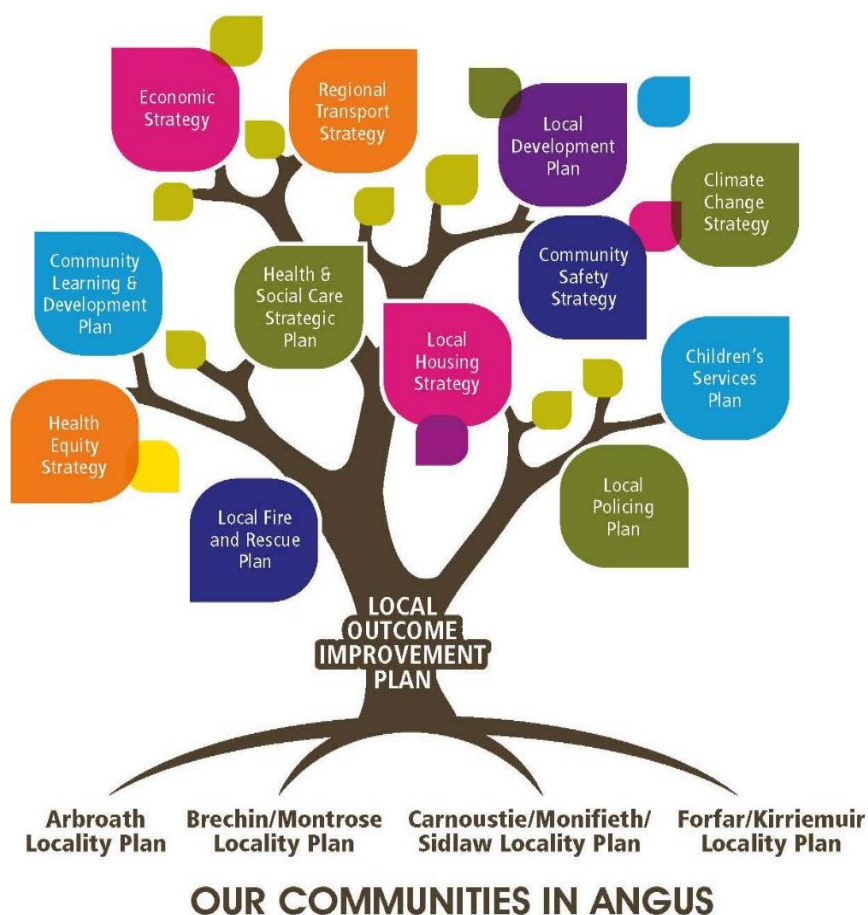 Economic
Strategy
Regional
Transport
Strategy
Local
Development
Plan
Climate
Change
Strategy
Community
Learning &
Development
Plan
Health &
Social Care
Strategic
Plan
Community
Safety
Strategy
Local
Housing
Strategy
Children's
Services
Plan
Health
Equity
Strategy
Local
Policing
Plan
Local Fire
and Rescue
Plan
LOCAL
OUTCOME
IMPROVEMENT
PLAN
Arbroath
Locality Plan
Brechin/Montrose
Locality Plan
Carnoustie/Monifieth/
Sidlaw Locality Plan
Forfar/Kirriemuir
Locality Plan
OUR COMMUNITIES IN ANGUS